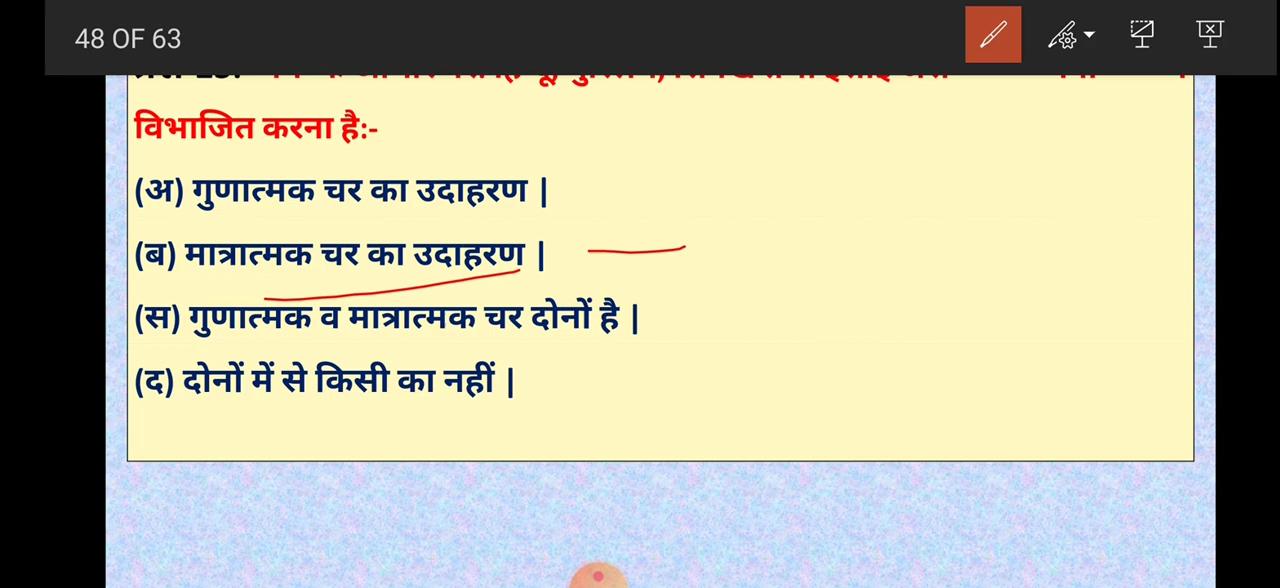 48 OF 63
विभाजित करना है:-
(अ) गुणात्मक चर का उदाहरण |
(ब) मात्रात्मक चर का उदाहरण |
(स) गुणात्मक व मात्रात्मक चर दोनों है |
(द) दोनों में से किसी का नहीं |